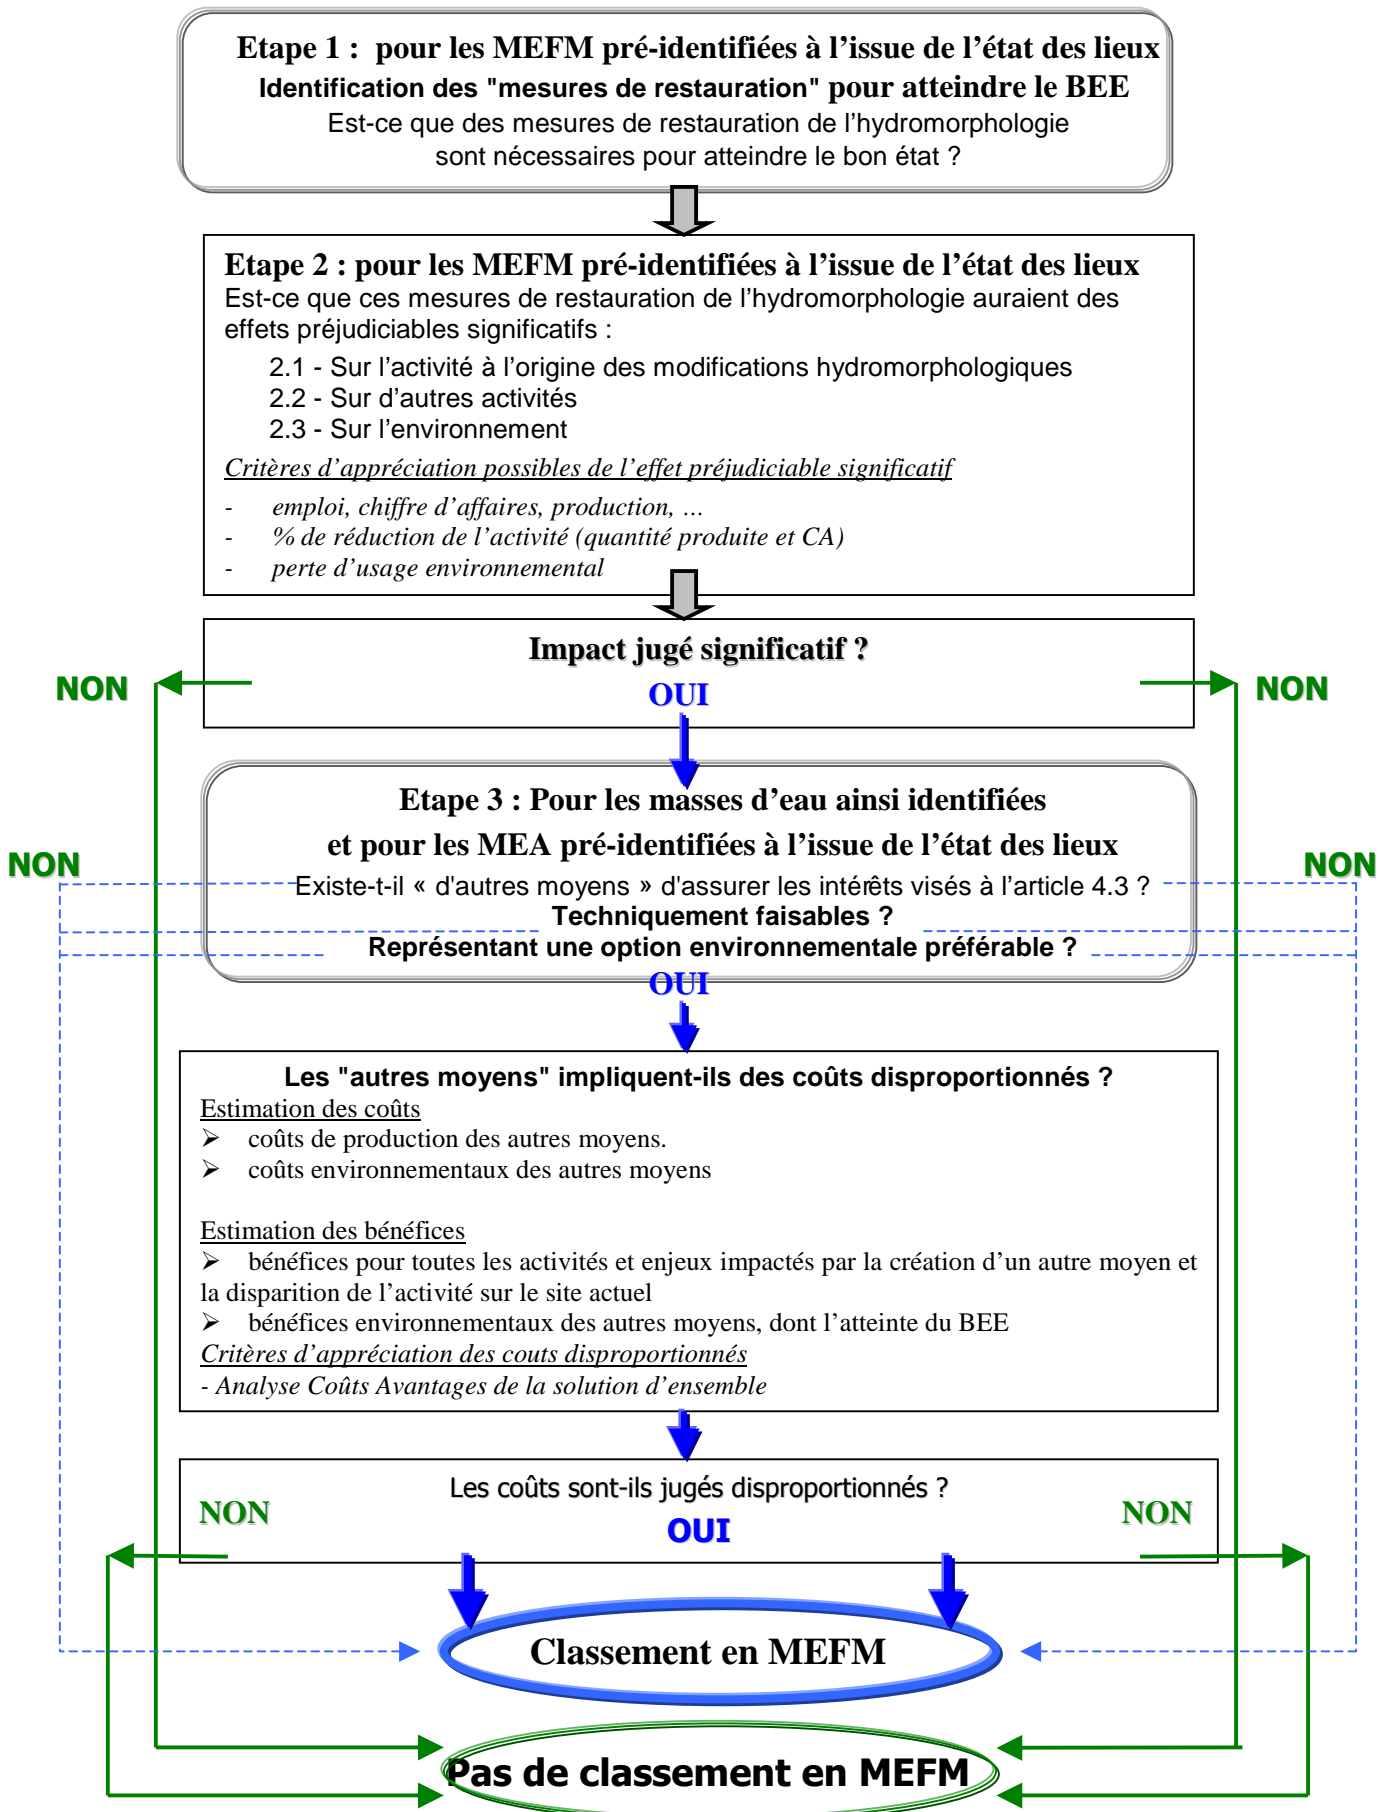 Etape 1 :  pour les MEFM pré-identifiées à l’issue de l’état des lieux
Identification des "mesures de restauration" pour atteindre le BEE
Est-ce que des mesures de restauration de l’hydromorphologie
sont nécessaires pour atteindre le bon état ?
Etape 2 : pour les MEFM pré-identifiées à l’issue de l’état des lieux
Est-ce que ces mesures de restauration de l’hydromorphologie auraient des
effets préjudiciables significatifs :
2.1 - Sur l’activité à l’origine des modifications hydromorphologiques
2.2 - Sur d’autres activités
2.3 - Sur l’environnement
Critères d’appréciation possibles de l’effet préjudiciable significatif
- emploi, chiffre d’affaires, production, …
- % de réduction de l’activité (quantité produite et CA)
- perte d’usage environnemental
Impact jugé significatif ?
NON
OUI
NON
Etape 3 : Pour les masses d’eau ainsi identifiées
et pour les MEA pré-identifiées à l’issue de l’état des lieux
NON
NON
Existe-t-il « d'autres moyens » d'assurer les intérêts visés à l’article 4.3 ?
Techniquement faisables ?
Représentant une option environnementale préférable ?
OUI
Les "autres moyens" impliquent-ils des coûts disproportionnés ?
Estimation des coûts
➢ coûts de production des autres moyens.
➢ coûts environnementaux des autres moyens
Estimation des bénéfices
➢ bénéfices pour toutes les activités et enjeux impactés par la création d’un autre moyen et
la disparition de l’activité sur le site actuel
➢ bénéfices environnementaux des autres moyens, dont l’atteinte du BEE
Critères d’appréciation des couts disproportionnés
- Analyse Coûts Avantages de la solution d’ensemble
Les coûts sont-ils jugés disproportionnés ?
NON
OUI
NON
Classement en MEFM
Pas de classement en MEFM